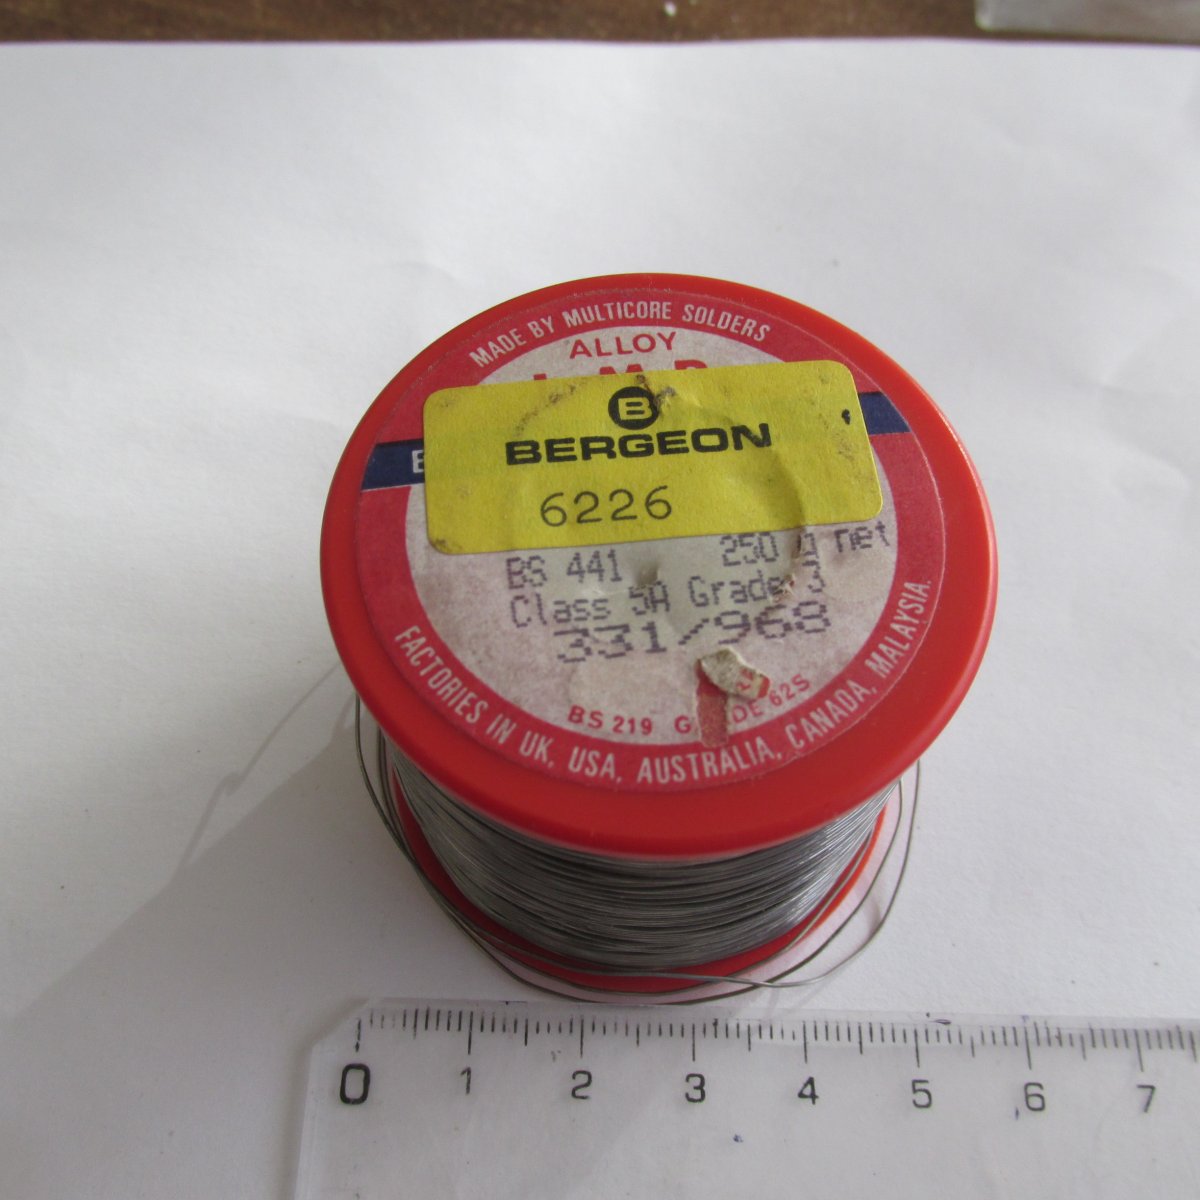 MADE BY MULTICORE SOLDERS
ALLOY
B
BERGEON
6226
BS 441 250 g net
Class 5A Grade 3
331/968
BS 219
62S
FACTORIES IN UK, USA, AUSTRALIA, CANADA, MALAYSIA.
0 1 2 3 4 5 6 7